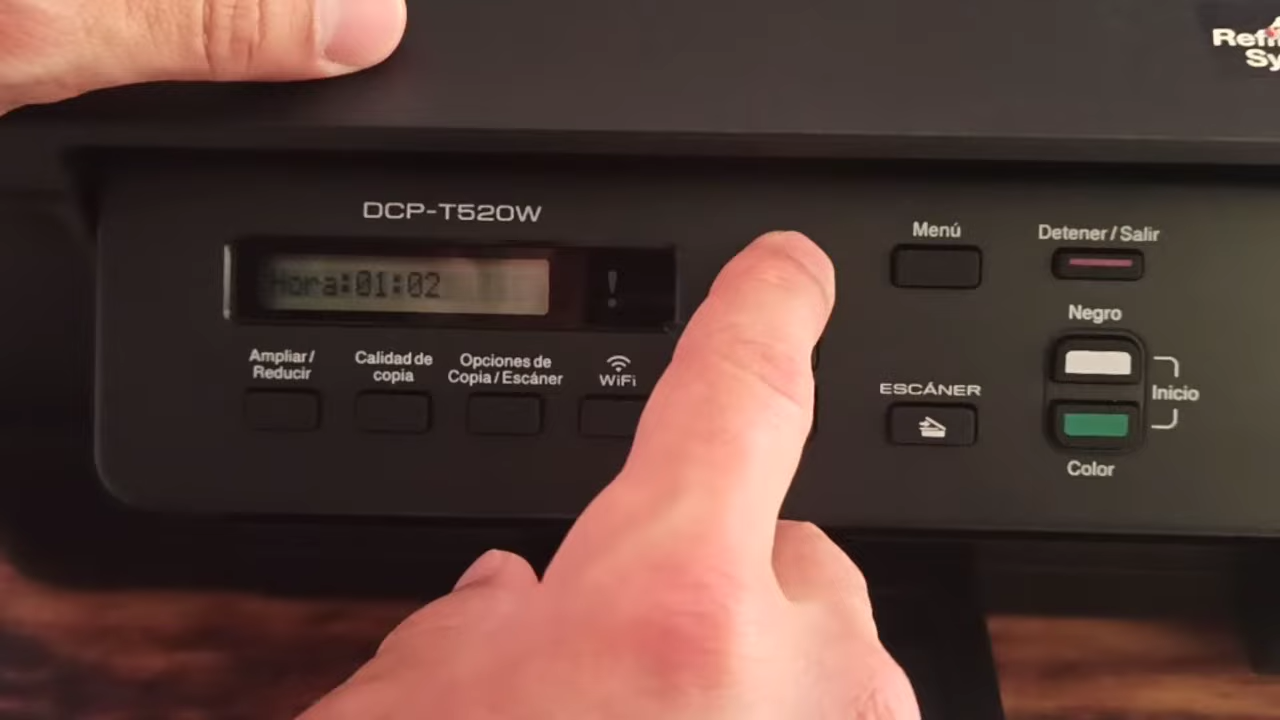 DCP-T520W
Hora:01:02
!
Ampliar/
Reducir
Calidad de
copia
Opciones de
Copia/Escáner
WiFi
Menú
Detener/Salir
Negro
Inicio
ESCÁNER
Color